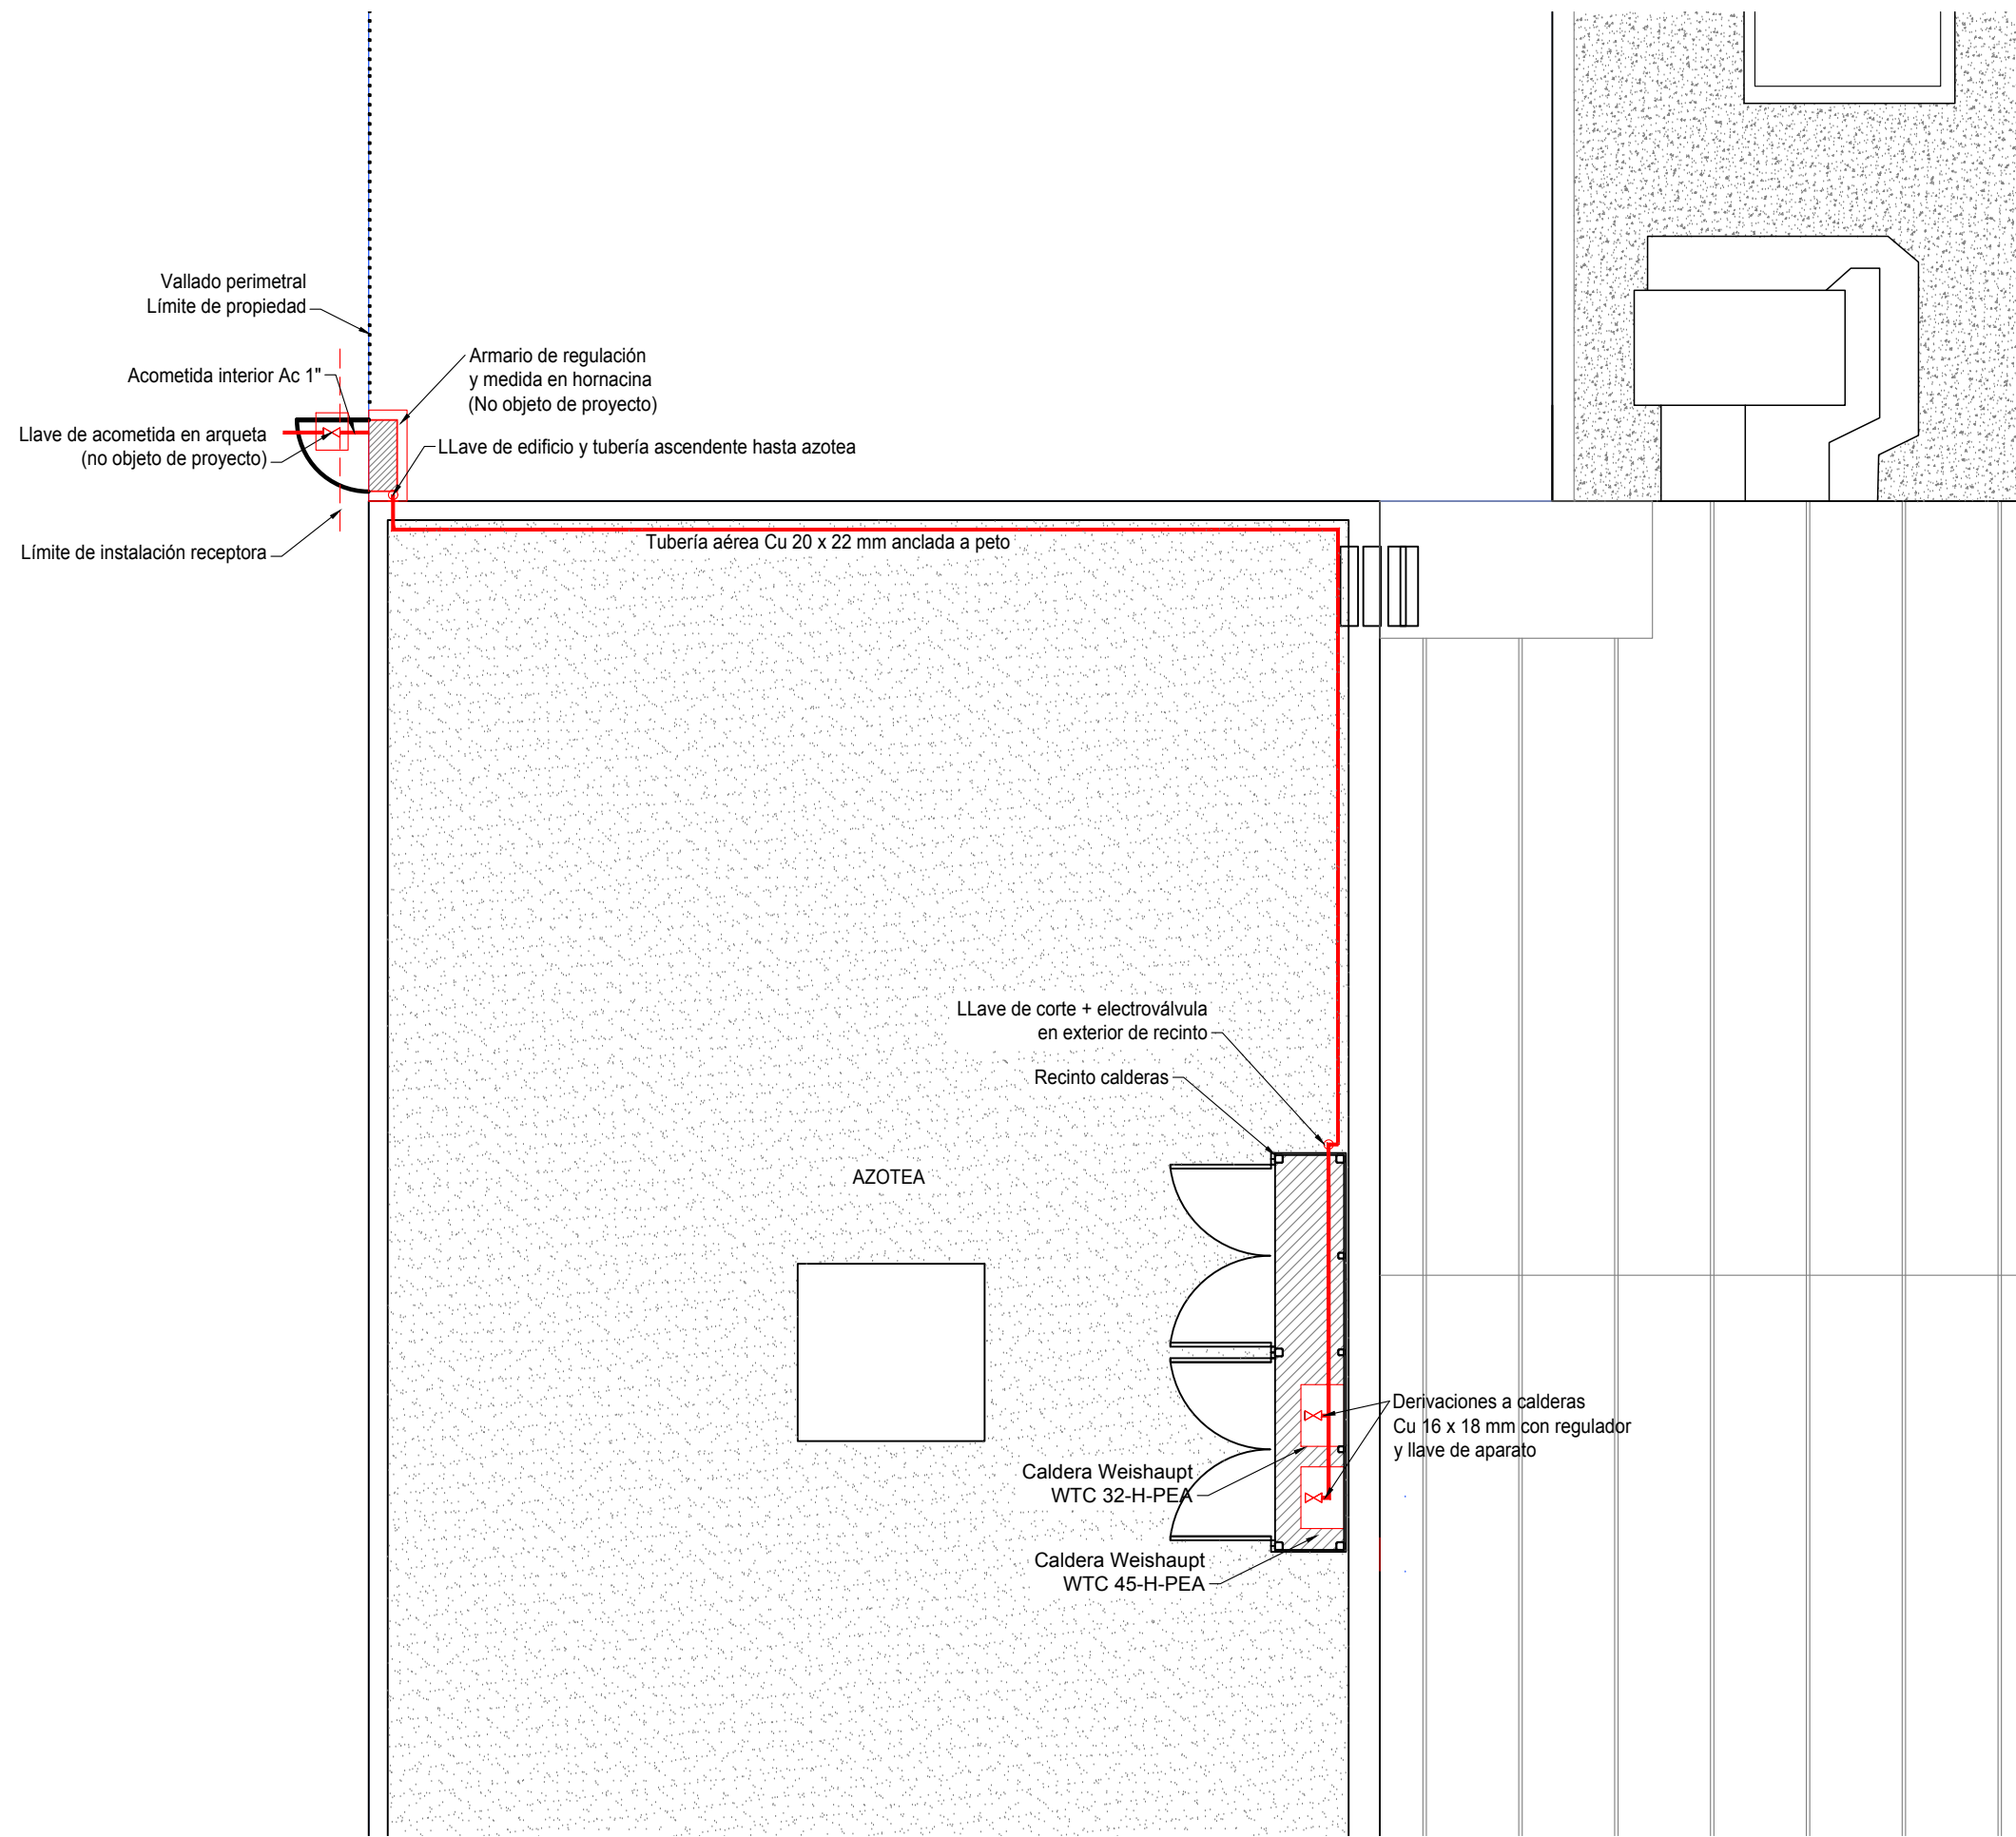 Vallado perimetral
Límite de propiedad
Acometida interior Ac 1"
Armario de regulación
y medida en hornacina
(No objeto de proyecto)
Llave de acometida en arqueta
(no objeto de proyecto)
LLave de edificio y tubería ascendente hasta azotea
Límite de instalación receptora
Tubería aérea Cu 20 x 22 mm anclada a peto
LLave de corte + electroválvula
en exterior de recinto
Recinto calderas
AZOTEA
Derivaciones a calderas
Cu 16 x 18 mm con regulador
y llave de aparato
Caldera Weishaupt
WTC 32-H-PEA
Caldera Weishaupt
WTC 45-H-PEA